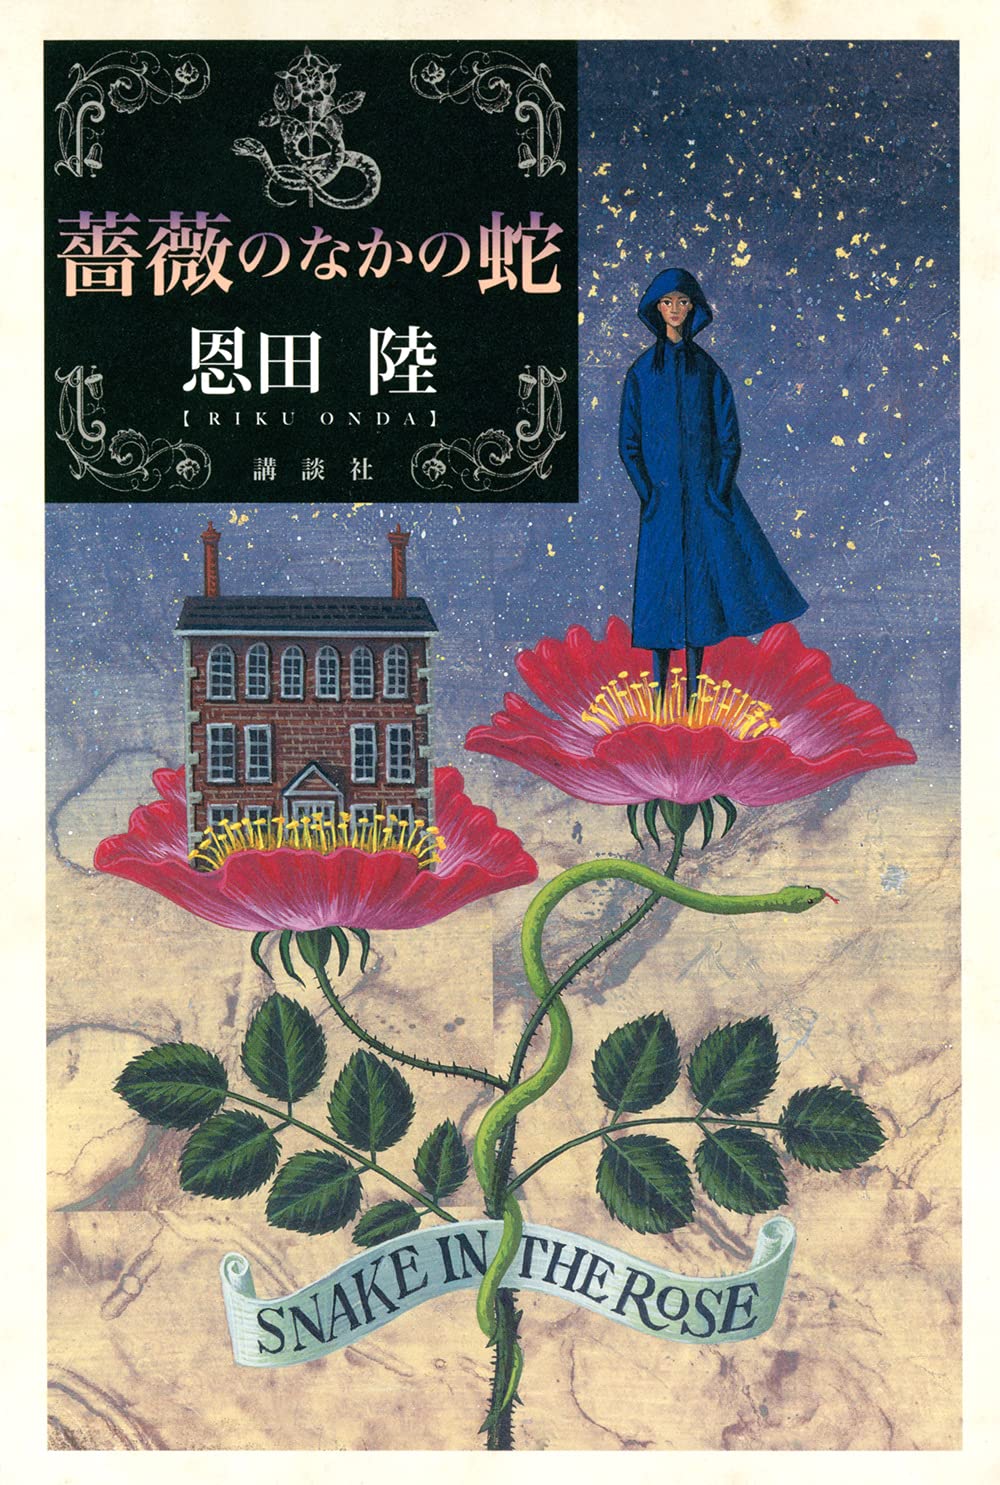 薔薇のなかの蛇
恩田 陸
【RIKU ONDA】
講談社
SNAKE IN THE ROSE